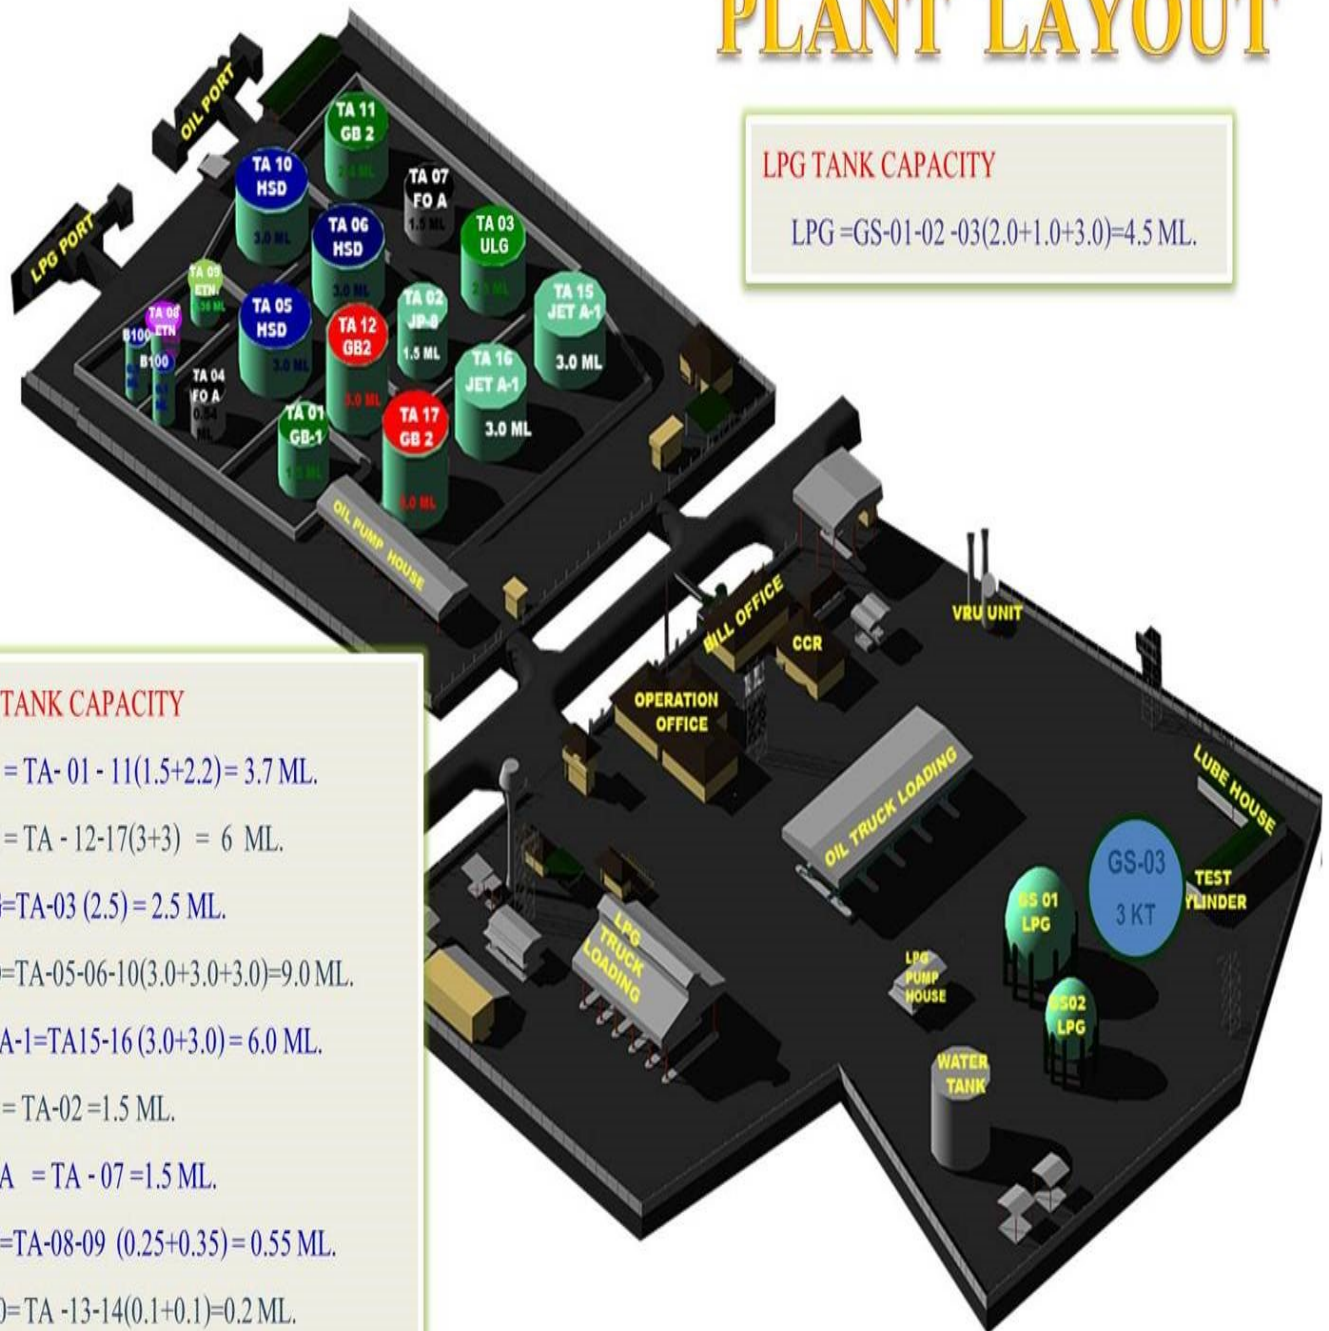 PLANT LAYOUT
LPG TANK CAPACITY
LPG =GS-01-02 -03(2.0+1.0+3.0)=4.5 ML.
OIL PORT
LPG PORT
TA 11
GB 2
TA 10
HSD
3.0 ML
TA 07
FO A
1.5 ML
TA 06
HSD
3.0 ML
TA 03
ULG
TA 09
ETN.
TA 15
JET A-1
3.0 ML
TA 05
HSD
3.0 ML
TA 02
JP-8
1.5 ML
TA 08
ETN
TA 12
GB2
3.0 ML
B100
B100
TA 16
JET A-1
3.0 ML
TA 04
FO A
TA 01
GB-1
TA 17
GB 2
OIL PUMP HOUSE
BILL OFFICE
CCR
VRU UNIT
OPERATION
OFFICE
OIL TRUCK LOADING
LUBE HOUSE
TEST
YLINDER
GS-03
3 KT
GS 01
LPG
GS02
LPG
LPG
PUMP
HOUSE
LPG
TRUCK
LOADING
WATER
TANK
TANK CAPACITY
= TA- 01 - 11(1.5+2.2)= 3.7 ML.
= TA - 12-17(3+3) = 6 ML.
=TA-03 (2.5) = 2.5 ML.
=TA-05-06-10(3.0+3.0+3.0)=9.0 ML.
A-1=TA15-16 (3.0+3.0) = 6.0 ML.
= TA-02 =1.5 ML.
A = TA - 07 =1.5 ML.
=TA-08-09 (0.25+0.35) = 0.55 ML.
0= TA -13-14(0.1+0.1)=0.2 ML.